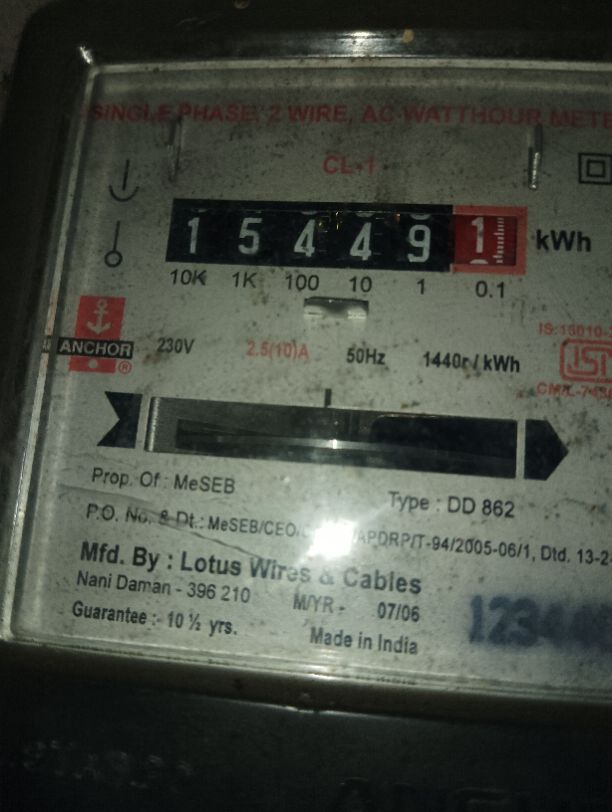 SINGLE PHASE, 2 WIRE, AC WATTHOUR METE
CL-1
1 5 4 4 9 1 kWh
10K 1K 100 10 1 0.1
ANCHOR ®
230V 2.5(10)A 50Hz 1440r / kWh
Prop. Of : MeSEB
Type : DD 862
P.O. No. & Dt.: MeSEB/CEO/ APDRP/T-94/2005-06/1, Dtd. 13-2
Mfd. By : Lotus Wires & Cables
Nani Daman - 396 210 M/YR - 07/06
Guarantee :- 10 ½ yrs. Made in India